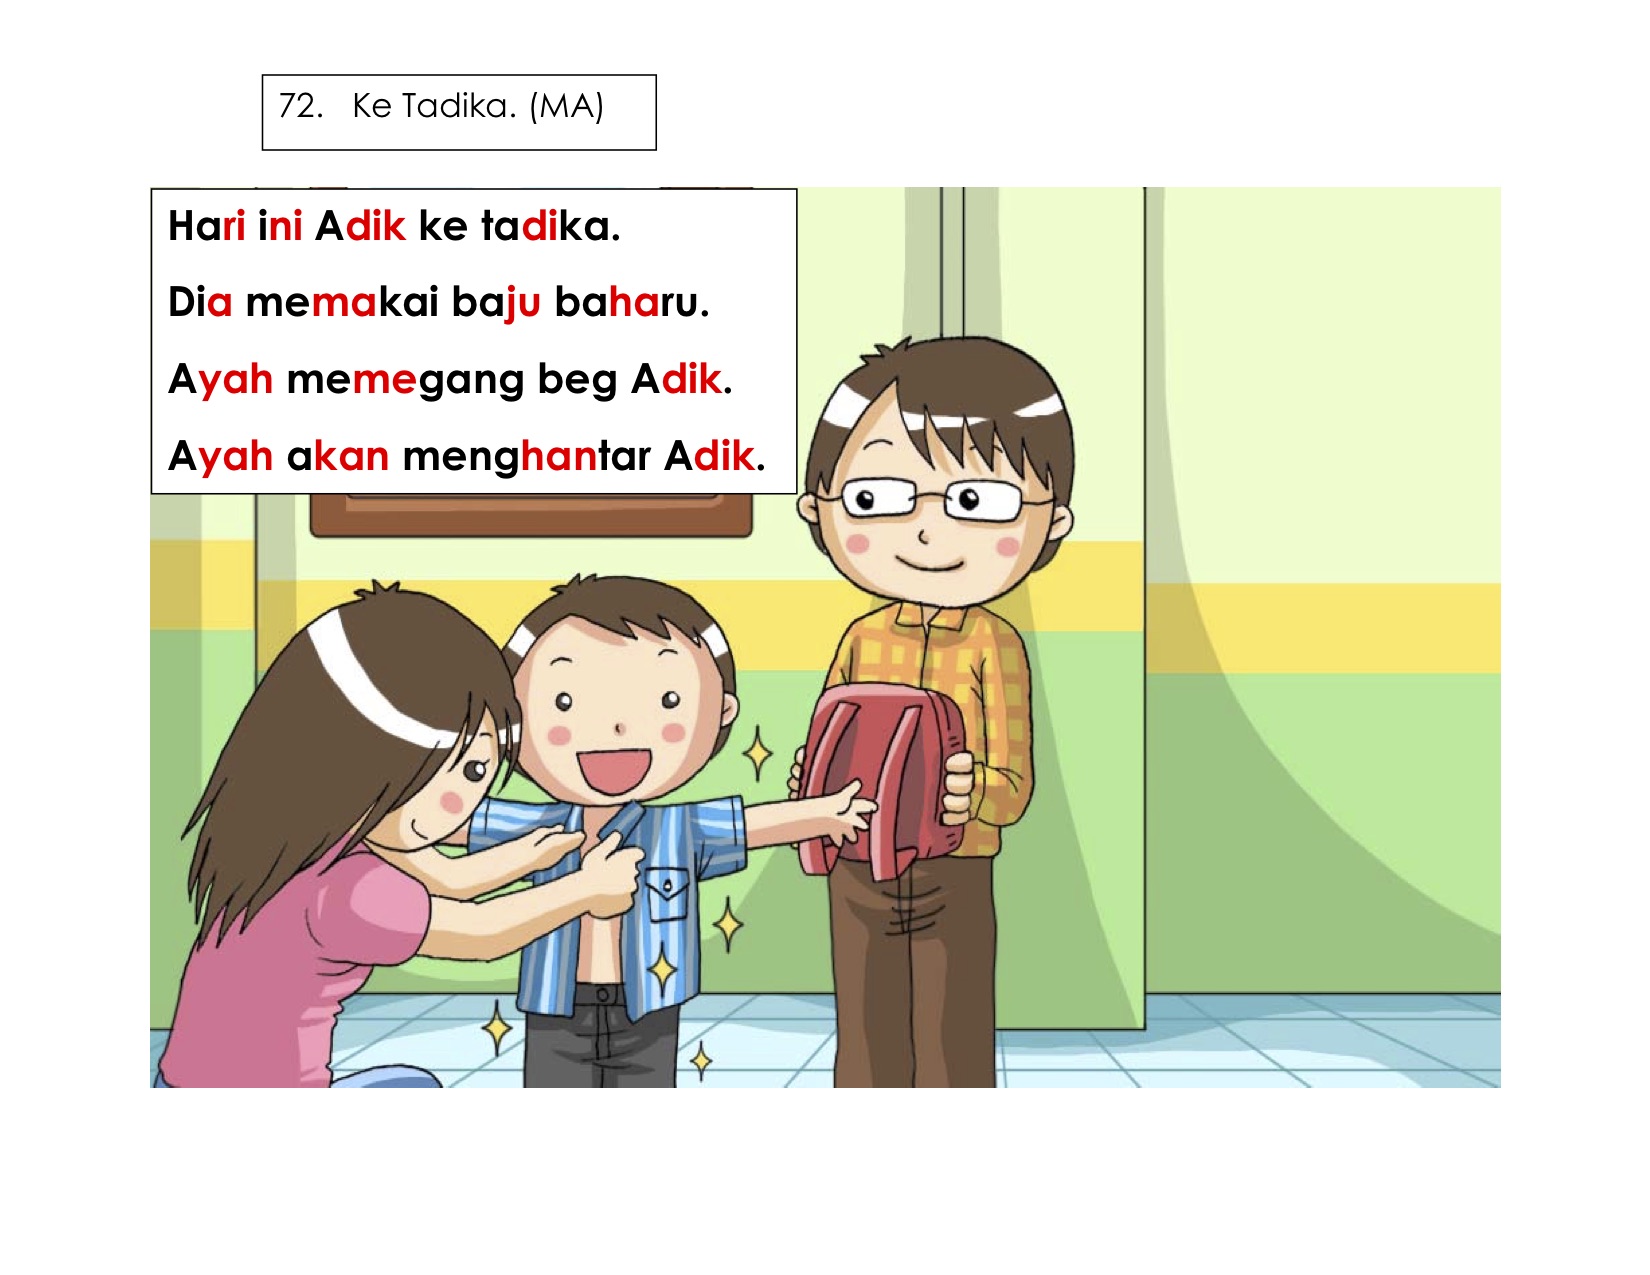 72. Ke Tadika. (MA)
Hari ini Adik ke tadika.
Dia memakai baju baharu.
Ayah memegang beg Adik.
Ayah akan menghantar Adik.